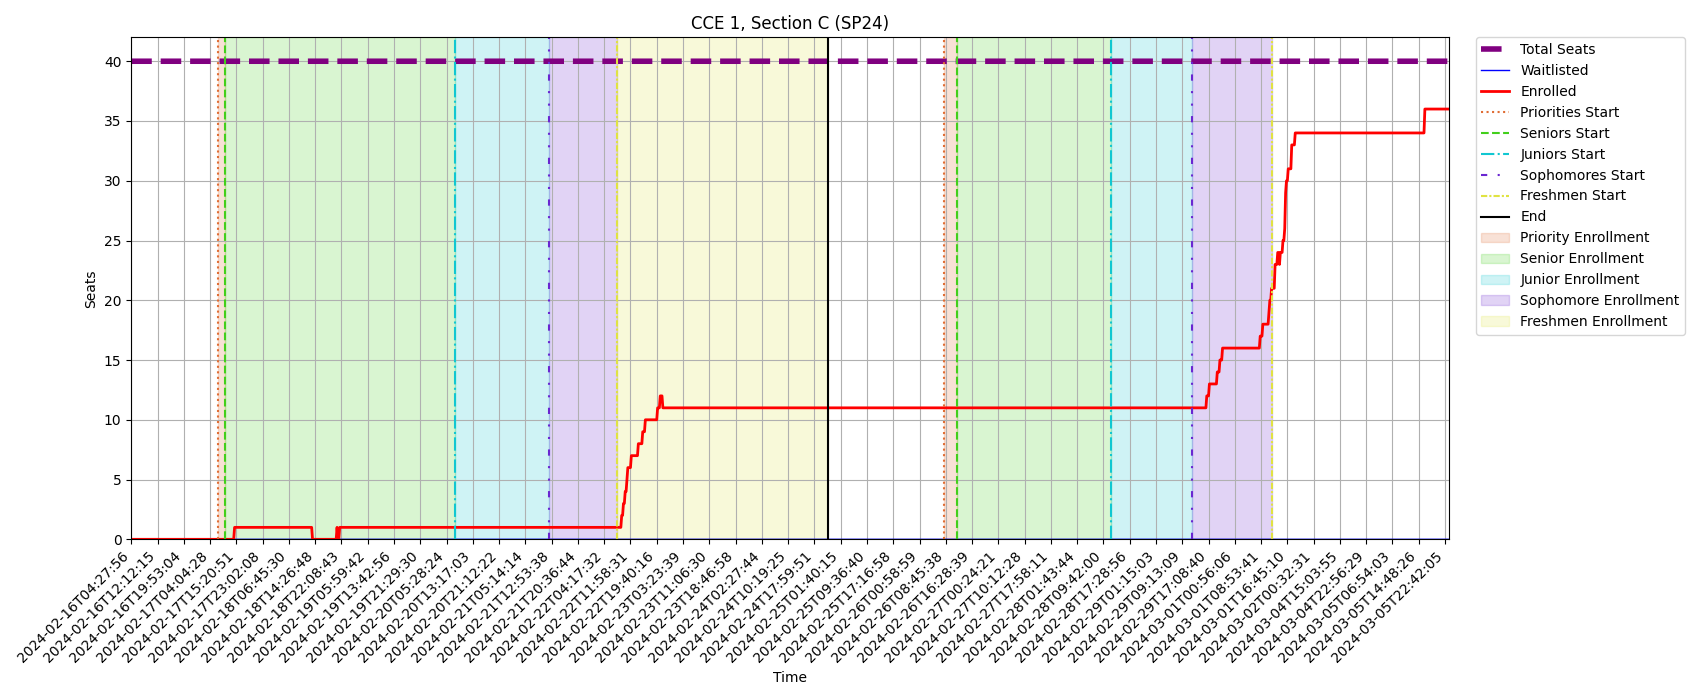 CCE 1, Section C (SP24)
Total Seats
Waitlisted
Enrolled
Priorities Start
Seniors Start
Juniors Start
Sophomores Start
Freshmen Start
End
Priority Enrollment
Senior Enrollment
Junior Enrollment
Sophomore Enrollment
Freshmen Enrollment
Seats
40
35
30
25
20
15
10
5
0
2024-02-16T04:27:56
2024-02-16T12:12:15
2024-02-16T19:53:04
2024-02-17T04:04:28
2024-02-17T15:20:51
2024-02-17T23:02:08
2024-02-18T06:45:30
2024-02-18T14:26:48
2024-02-18T22:08:43
2024-02-19T05:59:42
2024-02-19T13:42:56
2024-02-19T21:29:30
2024-02-20T05:28:24
2024-02-20T13:17:03
2024-02-20T21:12:22
2024-02-21T05:14:14
2024-02-21T12:53:38
2024-02-21T20:36:44
2024-02-22T04:17:32
2024-02-22T11:58:31
2024-02-22T19:40:16
2024-02-23T03:23:39
2024-02-23T11:06:30
2024-02-23T18:46:58
2024-02-24T02:27:44
2024-02-24T10:19:25
2024-02-24T17:59:51
2024-02-25T01:40:15
2024-02-25T09:36:40
2024-02-25T17:16:58
2024-02-26T00:58:59
2024-02-26T08:45:38
2024-02-26T16:28:39
2024-02-27T00:24:21
2024-02-27T10:12:28
2024-02-27T17:58:11
2024-02-28T01:43:44
2024-02-28T09:42:00
2024-02-28T17:28:56
2024-02-29T01:15:03
2024-02-29T09:13:09
2024-02-29T17:08:40
2024-03-01T00:56:06
2024-03-01T08:53:41
2024-03-01T16:45:10
2024-03-02T00:32:31
2024-03-04T15:03:55
2024-03-04T22:56:29
2024-03-05T06:54:03
2024-03-05T14:48:26
2024-03-05T22:42:05
Time